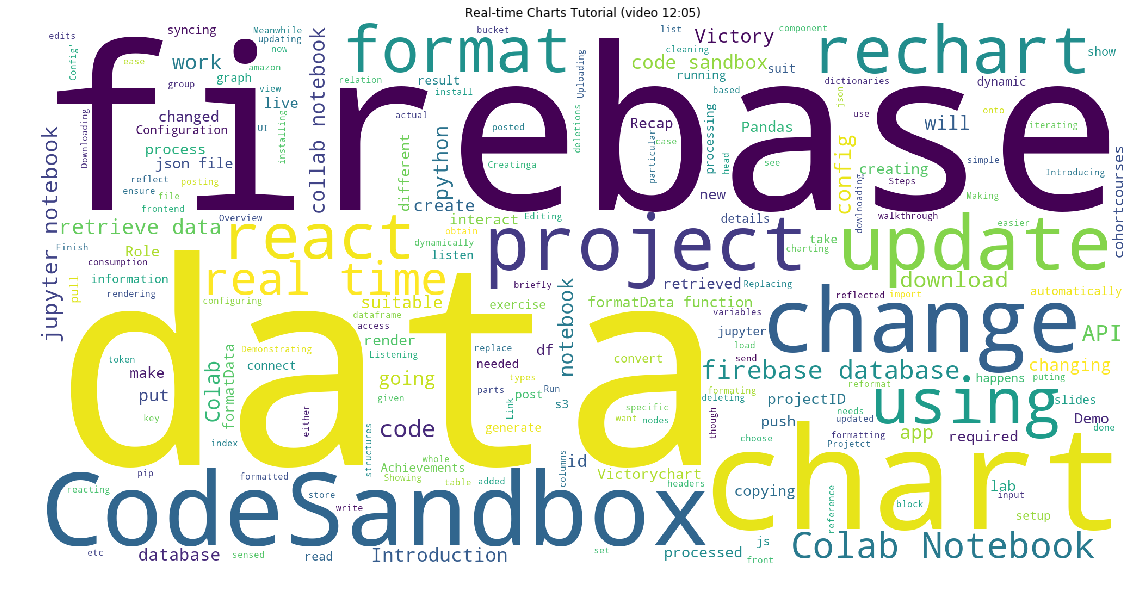 Real-time Charts Tutorial (video 12:05)
firebase
data
CodeSandbox
chart
project
update
change
using
format
rechart
react
real time
Colab Notebook
firebase database
jupyter notebook
collab notebook
retrieve data
code sandbox
Introduction
download
config
python
notebook
Colab
code
going
work
Victory
will
API
app
id
put
live
database
create
creating
json file
process
changed
Configuration
syncing
edits
Meanwhile
updating
now
bucket
list
cleaning
component
show
Config'
ease
group
graph
amazon
view
UI
relation
result
install
running
based
suit
dictionaries
dynamic
json
onto
use
iterating
Downloading
installing
actual
posted
Creatinga
deletions
Uploading
Recap
case
particular
processing
Pandas
head
see
simple
Steps
Introducing
Making
cohortcourses
reflect
ensure
posting
file
frontend
Overview
different
interact
Editing
new
details
walkthrough
dowloading
easier
Finish
Role
consumption
information
pull
rendering
configuring
obtain
dynamically
listen
take
charting
briefly
retrieved
Replacing
reflected
import
automatically
suitable
exercise
formatData function
variables
dataframe
access
render
Listening
replace
df
needed
jupyter
load
send
convert
changing
happens
puting
token
Demonstrating
connect
make
formatData
key
index
either
given
types
parts
Run
post
s3
Link
generate
specific
want
nodes
formating
deleting
though
projectID
reformat
needs
updated
slides
Demo
done
push
choose
formatting
Projetct
required
structures
whole
Achievements
Showing
table
added
columns
Victorychart
headers
copying
pip
formatted
store
write
reacting
etc
sensed
read
set
processed
js
front
reference
block
lab
input
setup